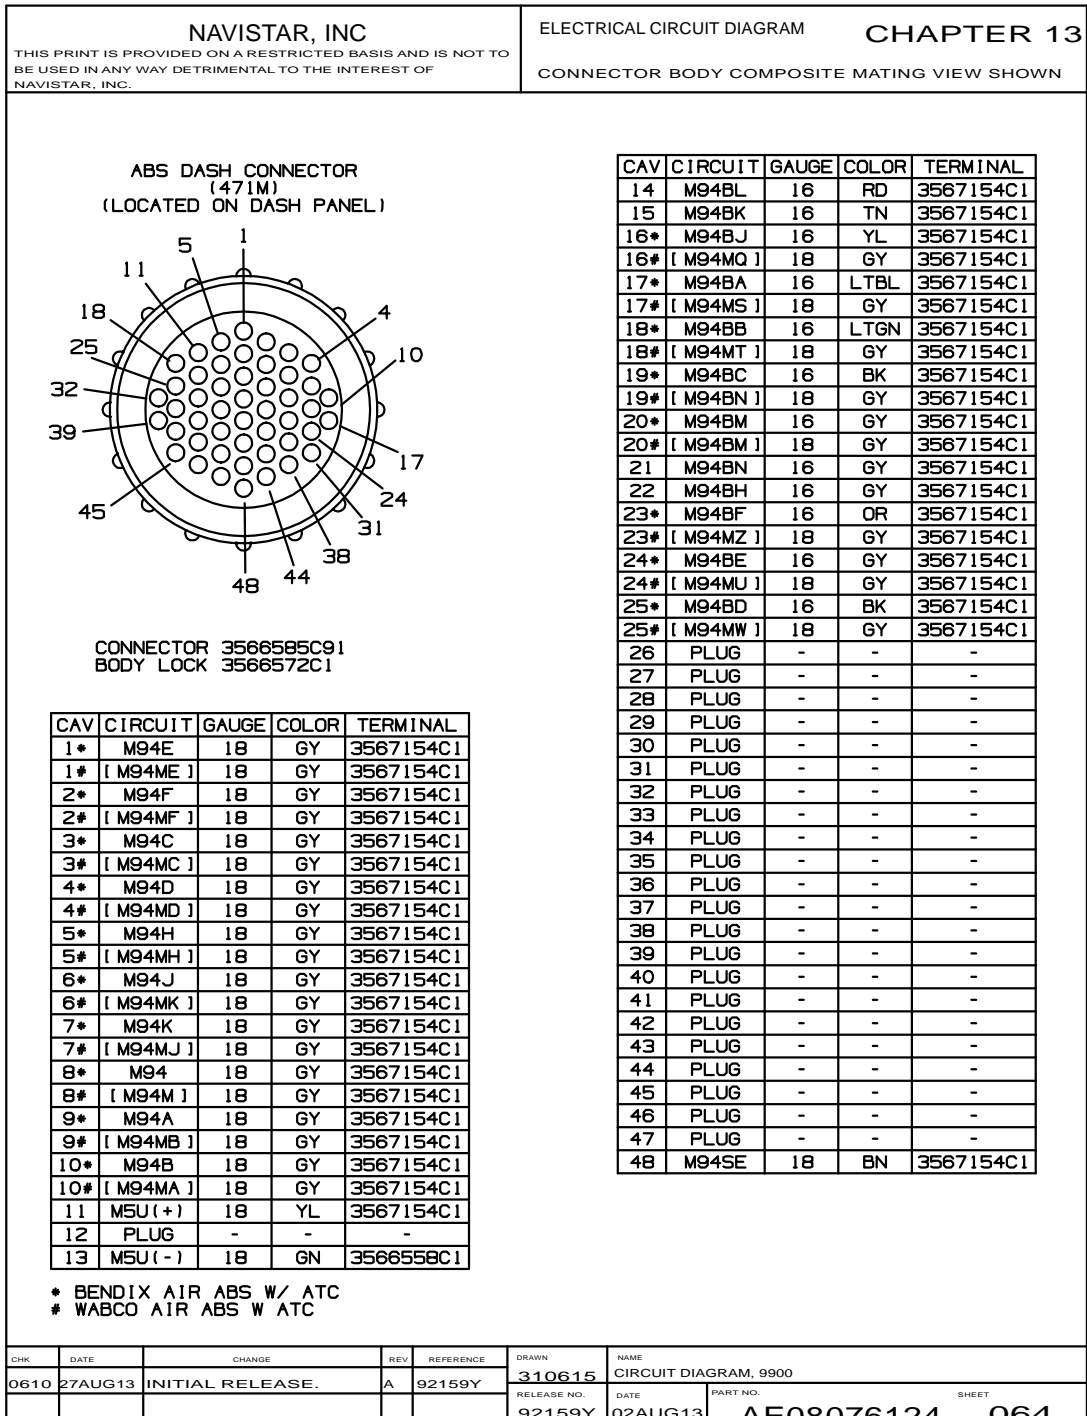 NAVISTAR, INC
THIS PRINT IS PROVIDED ON A RESTRICTED BASIS AND IS NOT TO
BE USED IN ANY WAY DETRIMENTAL TO THE INTEREST OF
NAVISTAR, INC.
ELECTRICAL CIRCUIT DIAGRAM
CHAPTER 13
CONNECTOR BODY COMPOSITE MATING VIEW SHOWN
ABS DASH CONNECTOR
(471M)
(LOCATED ON DASH PANEL)
1
5
11
18
25
32
39
45
48
44
38
31
24
17
10
4
CONNECTOR 3566585C91
BODY LOCK 3566572C1
CAV CIRCUIT GAUGE COLOR TERMINAL
1* M94E 18 GY 3567154C1
1# [ M94ME ] 18 GY 3567154C1
2* M94F 18 GY 3567154C1
2# [ M94MF ] 18 GY 3567154C1
3* M94C 18 GY 3567154C1
3# [ M94MC ] 18 GY 3567154C1
4* M94D 18 GY 3567154C1
4# [ M94MD ] 18 GY 3567154C1
5* M94H 18 GY 3567154C1
5# [ M94MH ] 18 GY 3567154C1
6* M94J 18 GY 3567154C1
6# [ M94MK ] 18 GY 3567154C1
7* M94K 18 GY 3567154C1
7# [ M94MJ ] 18 GY 3567154C1
8* M94 18 GY 3567154C1
8# [ M94M ] 18 GY 3567154C1
9* M94A 18 GY 3567154C1
9# [ M94MB ] 18 GY 3567154C1
10* M94B 18 GY 3567154C1
10# [ M94MA ] 18 GY 3567154C1
11 M5U(+) 18 YL 3567154C1
12 PLUG - - -
13 M5U(-) 18 GN 3566558C1
* BENDIX AIR ABS W/ ATC
# WABCO AIR ABS W ATC
CAV CIRCUIT GAUGE COLOR TERMINAL
14 M94BL 16 RD 3567154C1
15 M94BK 16 TN 3567154C1
16* M94BJ 16 YL 3567154C1
16# [ M94MQ ] 18 GY 3567154C1
17* M94BA 16 LTBL 3567154C1
17# [ M94MS ] 18 GY 3567154C1
18* M94BB 16 LTGN 3567154C1
18# [ M94MT ] 18 GY 3567154C1
19* M94BC 16 BK 3567154C1
19# [ M94BN ] 18 GY 3567154C1
20* M94BM 16 GY 3567154C1
20# [ M94BM ] 18 GY 3567154C1
21 M94BN 16 GY 3567154C1
22 M94BH 16 GY 3567154C1
23* M94BF 16 OR 3567154C1
23# [ M94MZ ] 18 GY 3567154C1
24* M94BE 16 GY 3567154C1
24# [ M94MU ] 18 GY 3567154C1
25* M94BD 16 BK 3567154C1
25# [ M94MW ] 18 GY 3567154C1
26 PLUG - - -
27 PLUG - - -
28 PLUG - - -
29 PLUG - - -
30 PLUG - - -
31 PLUG - - -
32 PLUG - - -
33 PLUG - - -
34 PLUG - - -
35 PLUG - - -
36 PLUG - - -
37 PLUG - - -
38 PLUG - - -
39 PLUG - - -
40 PLUG - - -
41 PLUG - - -
42 PLUG - - -
43 PLUG - - -
44 PLUG - - -
45 PLUG - - -
46 PLUG - - -
47 PLUG - - -
48 M94SE 18 BN 3567154C1
CHK DATE CHANGE REV REFERENCE
0610 27AUG13 INITIAL RELEASE. A 92159Y
DRAWN
310615
NAME
CIRCUIT DIAGRAM, 9900
RELEASE NO.
92159Y
DATE
02AUG13
PART NO.
AE08076124
SHEET
064